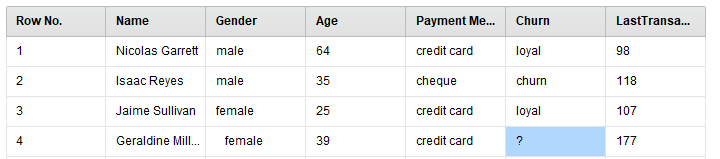 Row No. Name Gender Age Payment Me... Churn LastTransa...
1 Nicolas Garrett male 64 credit card loyal 98
2 Isaac Reyes male 35 cheque churn 118
3 Jaime Sullivan female 25 credit card loyal 107
4 Geraldine Mill... female 39 credit card ? 177